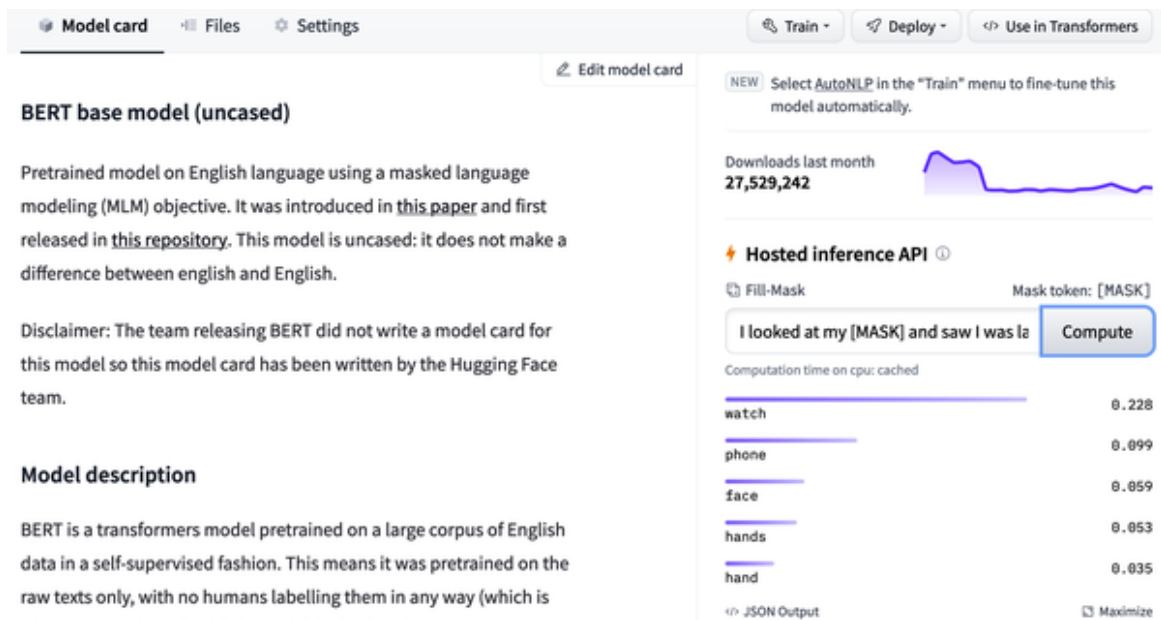 Model card Files Settings Train Deploy </> Use in Transformers
Edit model card
BERT base model (uncased)
Pretrained model on English language using a masked language
modeling (MLM) objective. It was introduced in this paper and first
released in this repository. This model is uncased: it does not make a
difference between english and English.
Disclaimer: The team releasing BERT did not write a model card for
this model so this model card has been written by the Hugging Face
team.
Model description
BERT is a transformers model pretrained on a large corpus of English
data in a self-supervised fashion. This means it was pretrained on the
raw texts only, with no humans labelling them in any way (which is
NEW Select AutoNLP in the "Train" menu to fine-tune this
model automatically.
Downloads last month
27,529,242
Hosted inference API
Fill-Mask Mask token: [MASK]
I looked at my [MASK] and saw I was la Compute
Computation time on cpu: cached
watch 0.228
phone 0.099
face 0.059
hands 0.053
hand 0.035
</> JSON Output Maximize